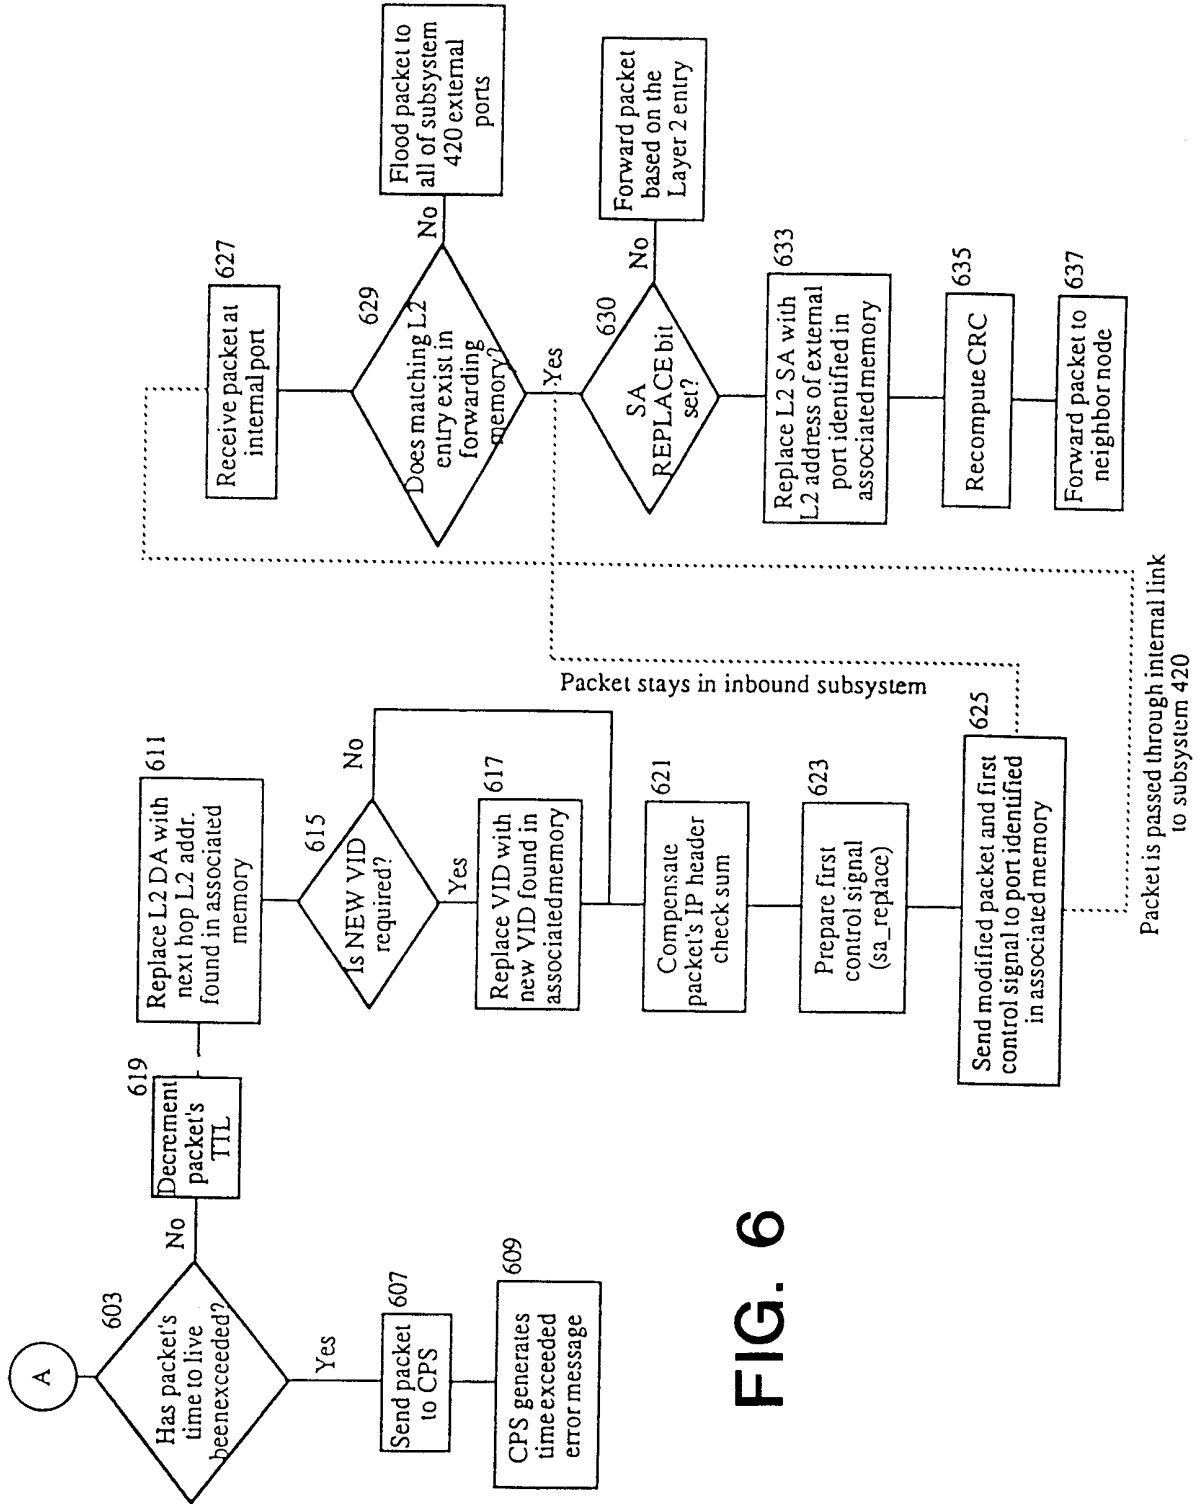 A
603
Has packet's
time to live
beenexceeded?
No
Yes
607
Send packet
to CPS
609
CPS generates
time exceeded
error message
619
Decrement
packet's
TTL
611
Replace L2 DA with
next hop L2 addr.
found in associated
memory
615
Is NEW VID
required?
No
Yes
617
Replace VID with
new VID found in
associated memory
621
Compensate
packet's IP header
check sum
623
Prepare first
control signal
(sa_replace)
625
Send modified packet and first
control signal to port identified
in associated memory
Packet stays in inbound subsystem
Packet is passed through internal link
to subsystem 420
627
Receive packet at
internal port
629
Does matching L2
entry exist in
forwarding
memory?
No
Flood packet to
all of subsystem
420 external
ports
Yes
630
SA
REPLACE bit
set?
No
Forward packet
based on the
Layer 2 entry
633
Replace L2 SA with
L2 address of external
port identified in
associated memory
635
Recompute CRC
637
Forward packet to
neighbor node
FIG. 6